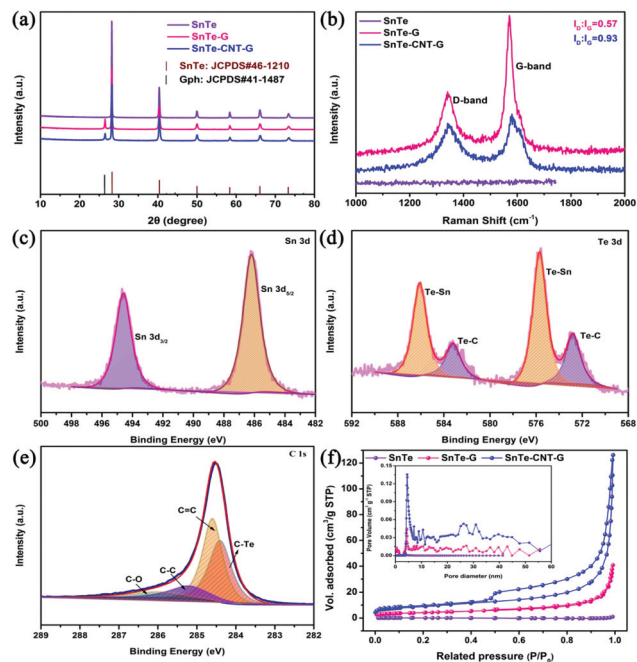 (a)
SnTe
SnTe-G
SnTe-CNT-G
SnTe: JCPDS#46-1210
Gph: JCPDS#41-1487
Intensity (a.u.)
10 20 30 40 50 60 70 80
2θ (degree)
(b)
SnTe
SnTe-G
SnTe-CNT-G
G-band
I_D:I_G=0.57
I_D:I_G=0.93
D-band
Intensity (a.u.)
1000 1200 1400 1600 1800 2000
Raman Shift (cm⁻¹)
(c)
Sn 3d
Sn 3d₅/₂
Sn 3d₃/₂
Intensity (a.u.)
500 498 496 494 492 490 488 486 484 482
Binding Energy (eV)
(d)
Te 3d
Te-Sn
Te-Sn
Te-C
Te-C
Intensity (a.u.)
592 588 584 580 576 572 568
Binding Energy (eV)
(e)
C 1s
C=C
C-Te
C-C
C-O
Intensity (a.u.)
289 288 287 286 285 284 283 282
Binding Energy (eV)
(f)
SnTe SnTe-G SnTe-CNT-G
Vol. adsorbed (cm³/g STP)
120
100
80
60
40
20
0
Pore Volume (cm³ g⁻¹ STP)
0.15
0.12
0.09
0.06
0.03
0.00
0 10 20 30 40 50 60
Pore diameter (nm)
0.0 0.2 0.4 0.6 0.8 1.0
Related pressure (P/P₀)